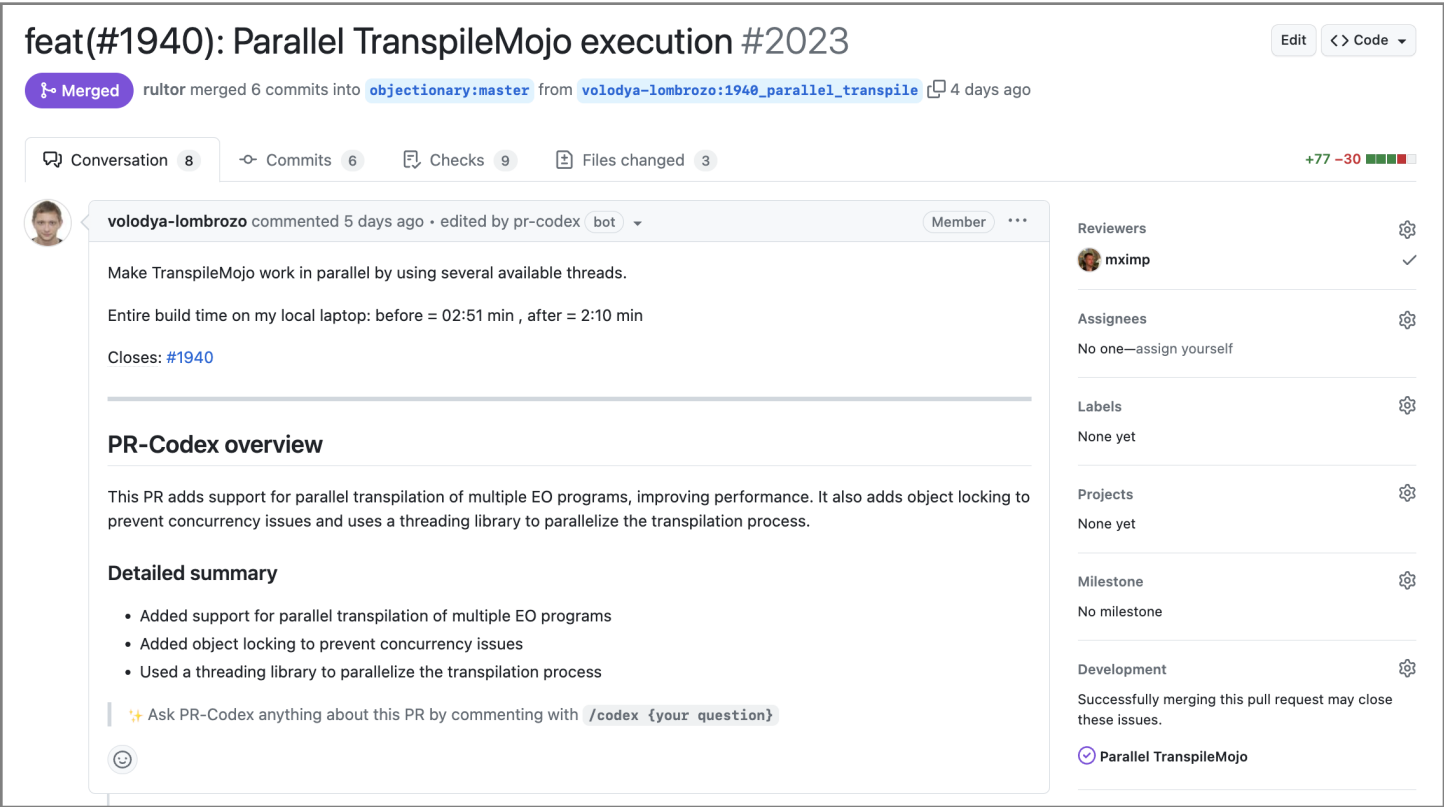 feat(#1940): Parallel TranspileMojo execution #2023
Edit
<> Code
Merged
rultor merged 6 commits into objectionary:master from volodya-lombrozo:1940_parallel_transpile 4 days ago
Conversation 8
Commits 6
Checks 9
Files changed 3
+77 −30
volodya-lombrozo commented 5 days ago • edited by pr-codex bot
Member
Make TranspileMojo work in parallel by using several available threads.
Entire build time on my local laptop: before = 02:51 min , after = 2:10 min
Closes: #1940
PR-Codex overview
This PR adds support for parallel transpilation of multiple EO programs, improving performance. It also adds object locking to
prevent concurrency issues and uses a threading library to parallelize the transpilation process.
Detailed summary
• Added support for parallel transpilation of multiple EO programs
• Added object locking to prevent concurrency issues
• Used a threading library to parallelize the transpilation process
✨ Ask PR-Codex anything about this PR by commenting with /codex {your question}
Reviewers
mximp
Assignees
No one—assign yourself
Labels
None yet
Projects
None yet
Milestone
No milestone
Development
Successfully merging this pull request may close
these issues.
Parallel TranspileMojo